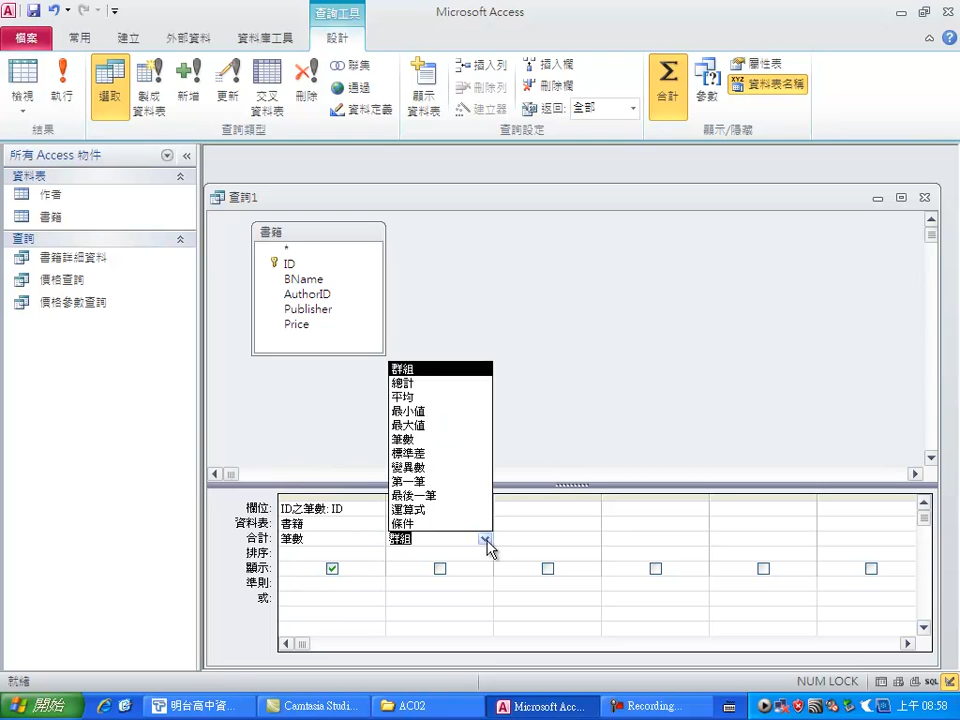 查詢工具
Microsoft Access
檔案
常用
建立
外部資料
資料庫工具
設計
檢視
執行
選取
製成
資料表
新增
更新
交叉
資料表
刪除
聯集
通過
資料定義
顯示
資料表
插入列
刪除列
建立器
插入欄
刪除欄
返回:
全部
合計
參數
屬性表
資料表名稱
結果
查詢類型
查詢設定
顯示/隱藏
所有 Access 物件
資料表
作者
書籍
查詢
書籍詳細資料
價格查詢
價格參數查詢
查詢1
書籍
*
ID
BName
AuthorID
Publisher
Price
群組
總計
平均
最小值
最大值
筆數
標準差
變異數
第一筆
最後一筆
運算式
條件
欄位: ID之筆數: ID
資料表: 書籍
合計: 筆數 群組
排序:
顯示:
準則:
或:
就緒
NUM LOCK
SQL
開始
明台高中資...
Camtasia Studi...
AC02
Microsoft Acc...
Recording...
上午 08:58